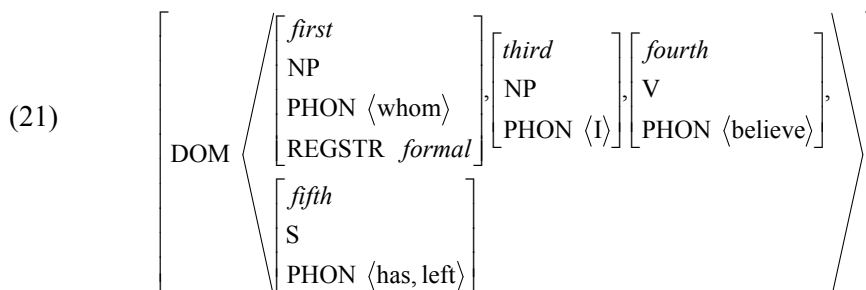 (21)
DOM
first
NP
PHON ⟨whom⟩
REGSTR formal
,
third
NP
PHON ⟨I⟩
,
fourth
V
PHON ⟨believe⟩
,
fifth
S
PHON ⟨has, left⟩